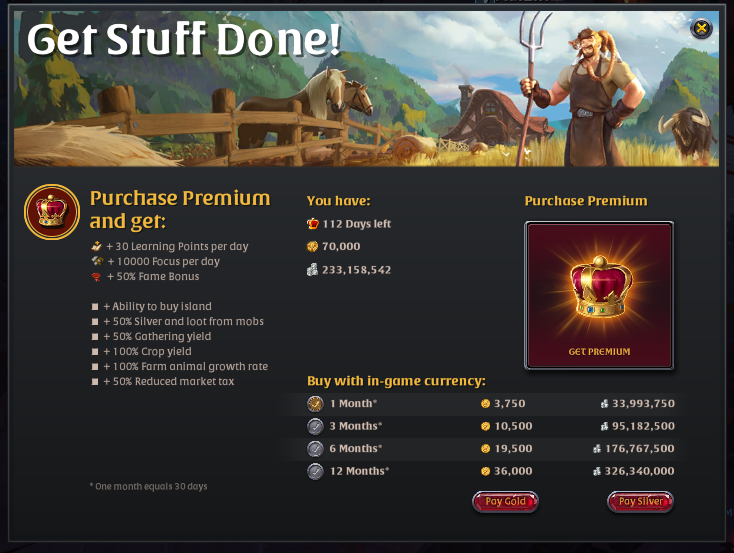 Get Stuff Done!
Purchase Premium
and get:
+ 30 Learning Points per day
+ 10000 Focus per day
+ 50% Fame Bonus
+ Ability to buy island
+ 50% Silver and loot from mobs
+ 50% Gathering yield
+ 100% Crop yield
+ 100% Farm animal growth rate
+ 50% Reduced market tax
* One month equals 30 days
You have:
112 Days left
70,000
233,158,542
Purchase Premium
GET PREMIUM
Buy with in-game currency:
1 Month* 3,750 33,993,750
3 Months* 10,500 95,182,500
6 Months* 19,500 176,767,500
12 Months* 36,000 326,340,000
Pay Gold Pay Silver